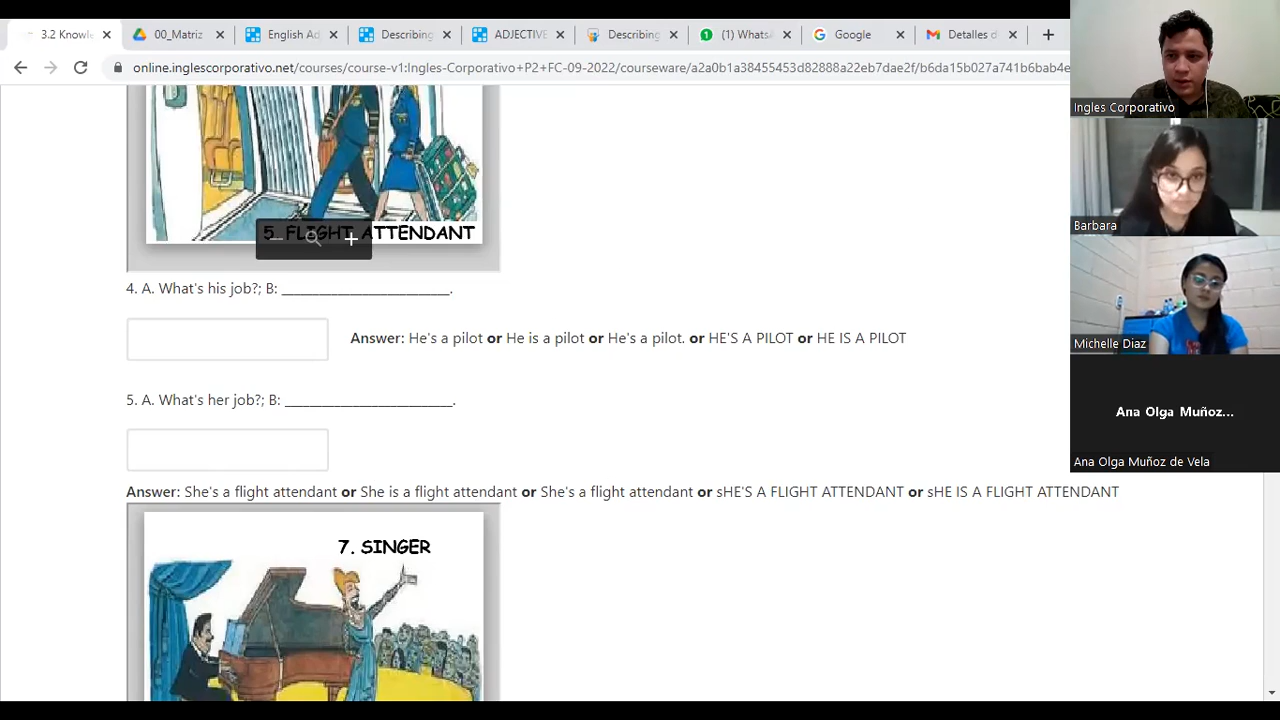 3.2 Knowle
00_Matriz
English Ad
Describing
ADJECTIVE
Describing
(1) WhatsA
Google
Detalles d
online.inglescorporativo.net/courses/course-v1:Ingles-Corporativo+P2+FC-09-2022/courseware/a2a0b1a38455453d82888a22eb7dae2f/b6da15b027a741b6bab4e
Ingles Corporativo
Barbara
Michelle Diaz
Ana Olga Muñoz...
Ana Olga Muñoz de Vela
5. FLIGHT ATTENDANT
4. A. What's his job?; B: _________________________.
Answer: He's a pilot or He is a pilot or He's a pilot. or HE'S A PILOT or HE IS A PILOT
5. A. What's her job?; B: _________________________.
Answer: She's a flight attendant or She is a flight attendant or She's a flight attendant or sHE'S A FLIGHT ATTENDANT or sHE IS A FLIGHT ATTENDANT
7. SINGER